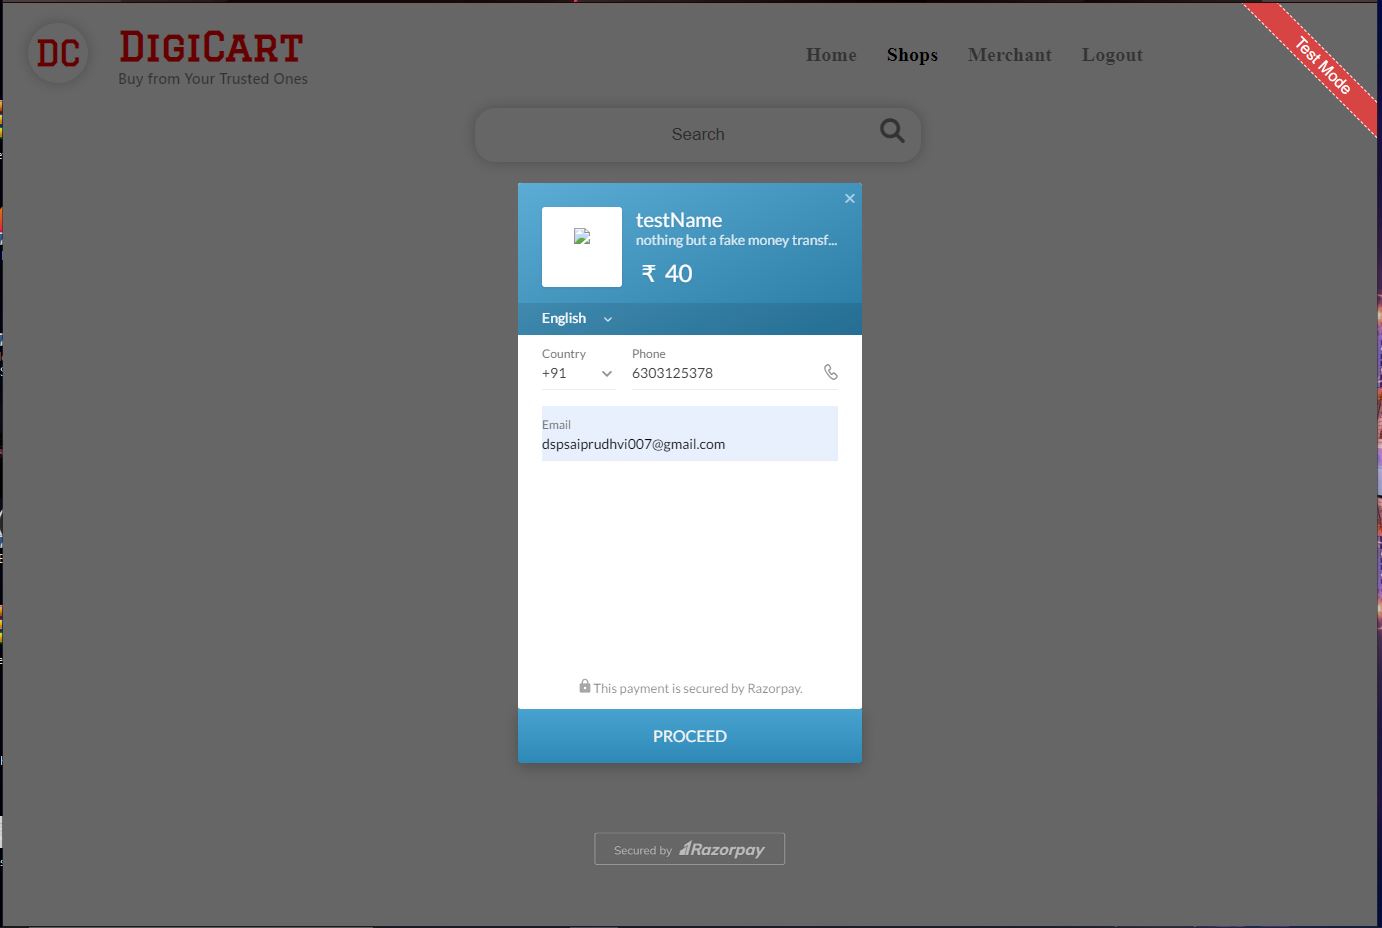 DC
DIGICART
Buy from Your Trusted Ones
Home
Shops
Merchant
Logout
Test Mode
Search
testName
nothing but a fake money transf...
₹ 40
English
Country
Phone
+91
6303125378
Email
dspsaiprudhvi007@gmail.com
This payment is secured by Razorpay.
PROCEED
Secured by Razorpay